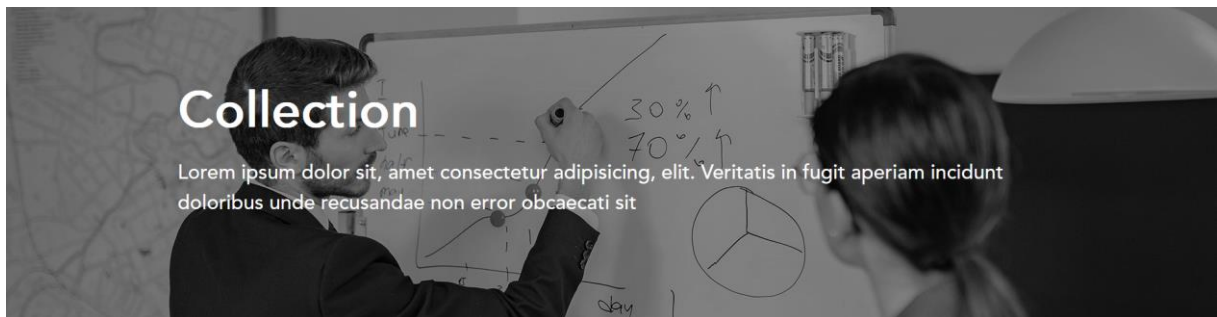 Collection
Lorem ipsum dolor sit, amet consectetur adipisicing, elit. Veritatis in fugit aperiam incidunt
doloribus unde recusandae non error obcaecati sit
30% ↑
70% ↑
day